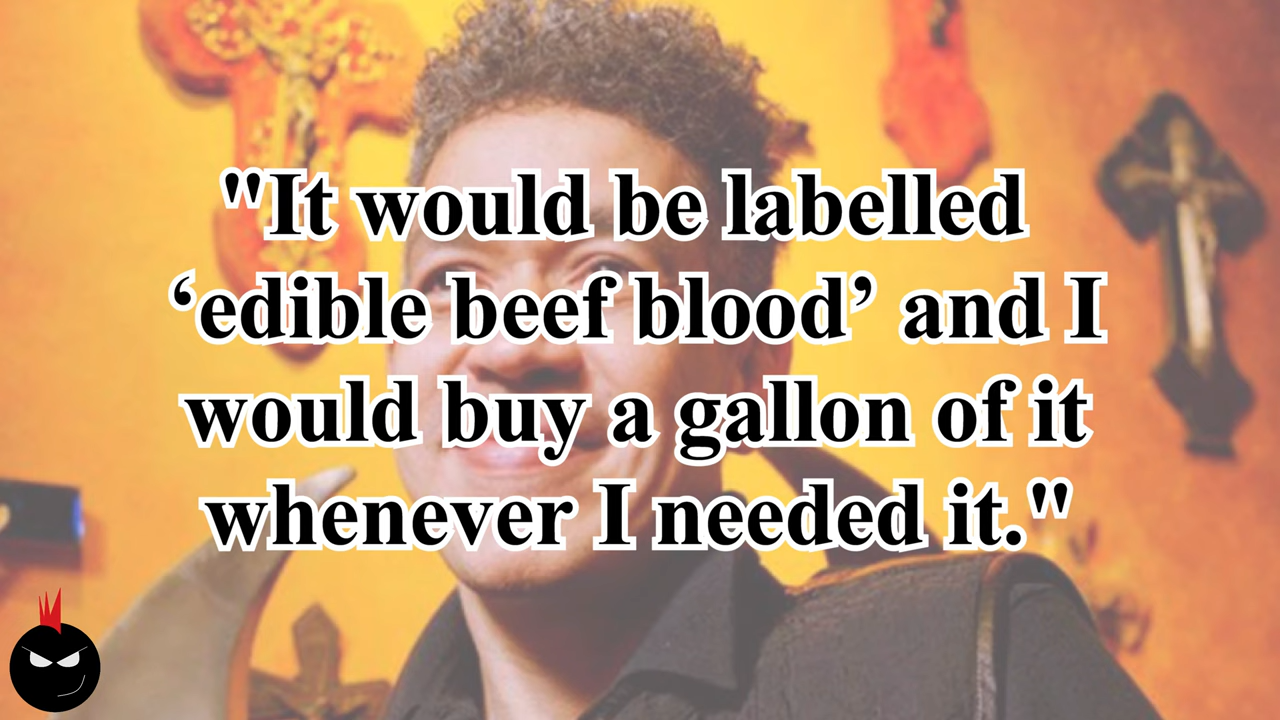 "It would be labelled
‘edible beef blood’ and I
would buy a gallon of it
whenever I needed it."